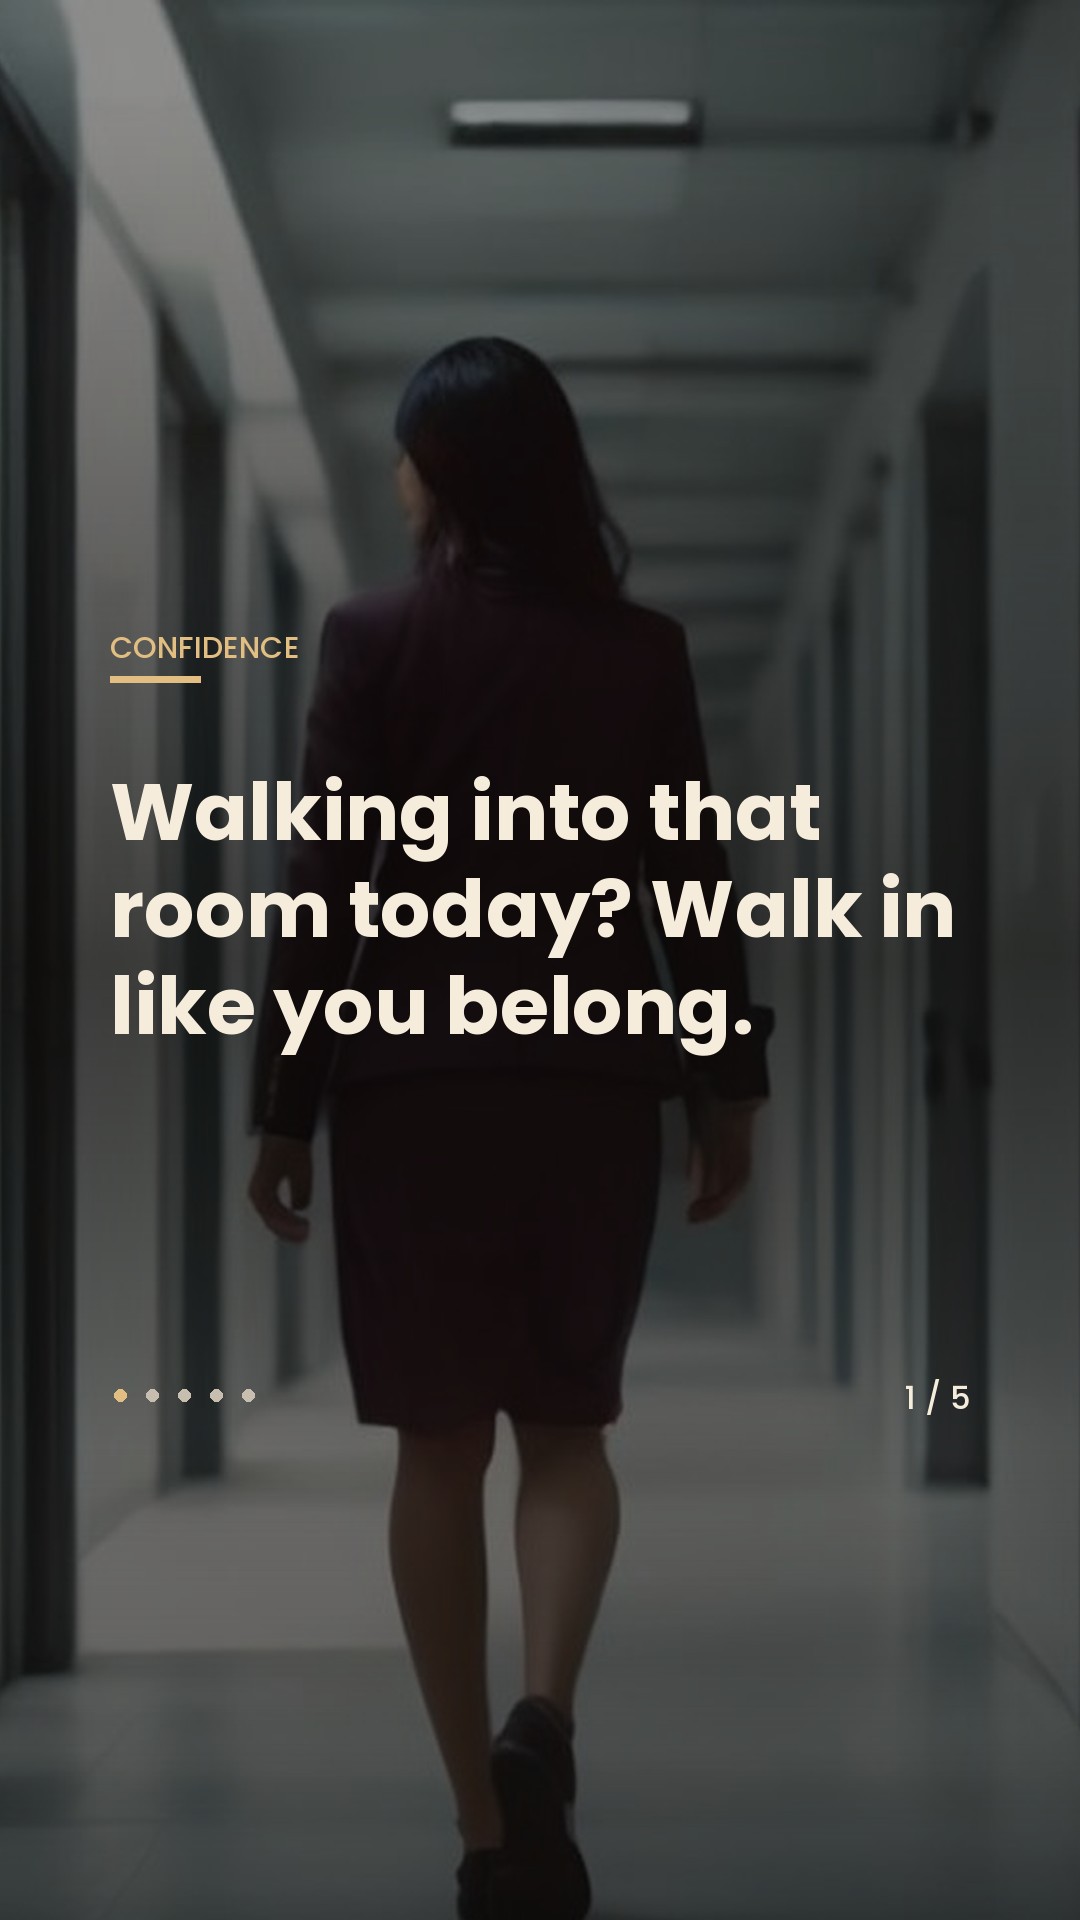 CONFIDENCE
Walking into that
room today? Walk in
like you belong.
1 / 5